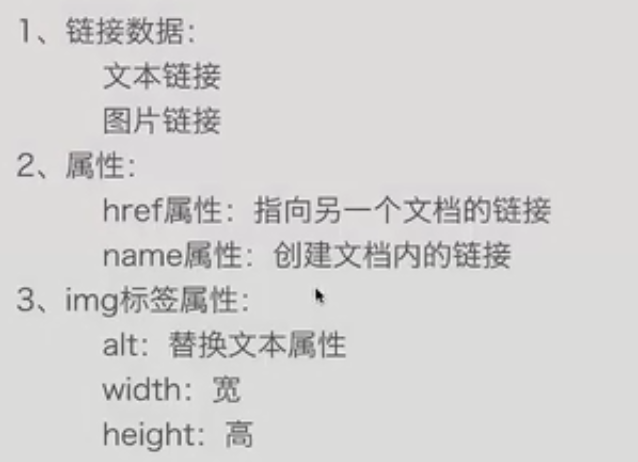 1、链接数据：
文本链接
图片链接
2、属性：
href属性：指向另一个文档的链接
name属性：创建文档内的链接
3、img标签属性：
alt：替换文本属性
width：宽
height：高